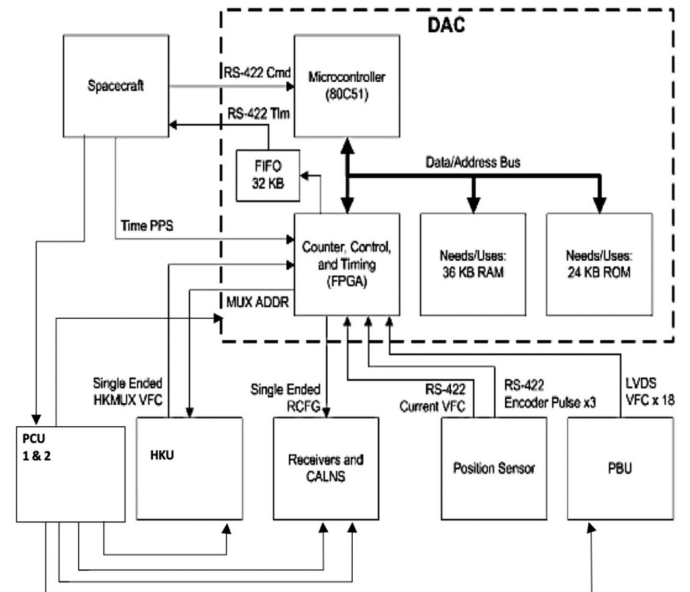 DAC
Spacecraft
RS-422 Cmd
Microcontroller
(80C51)
RS-422 Tlm
FIFO
32 KB
Data/Address Bus
Time PPS
Counter, Control,
and Timing
(FPGA)
Needs/Uses:
36 KB RAM
Needs/Uses:
24 KB ROM
MUX ADDR
Single Ended
HKMUX VFC
Single Ended
RCFG
RS-422
Current VFC
RS-422
Encoder Pulse x3
LVDS
VFC x 18
PCU
1 & 2
HKU
Receivers and
CALNS
Position Sensor
PBU